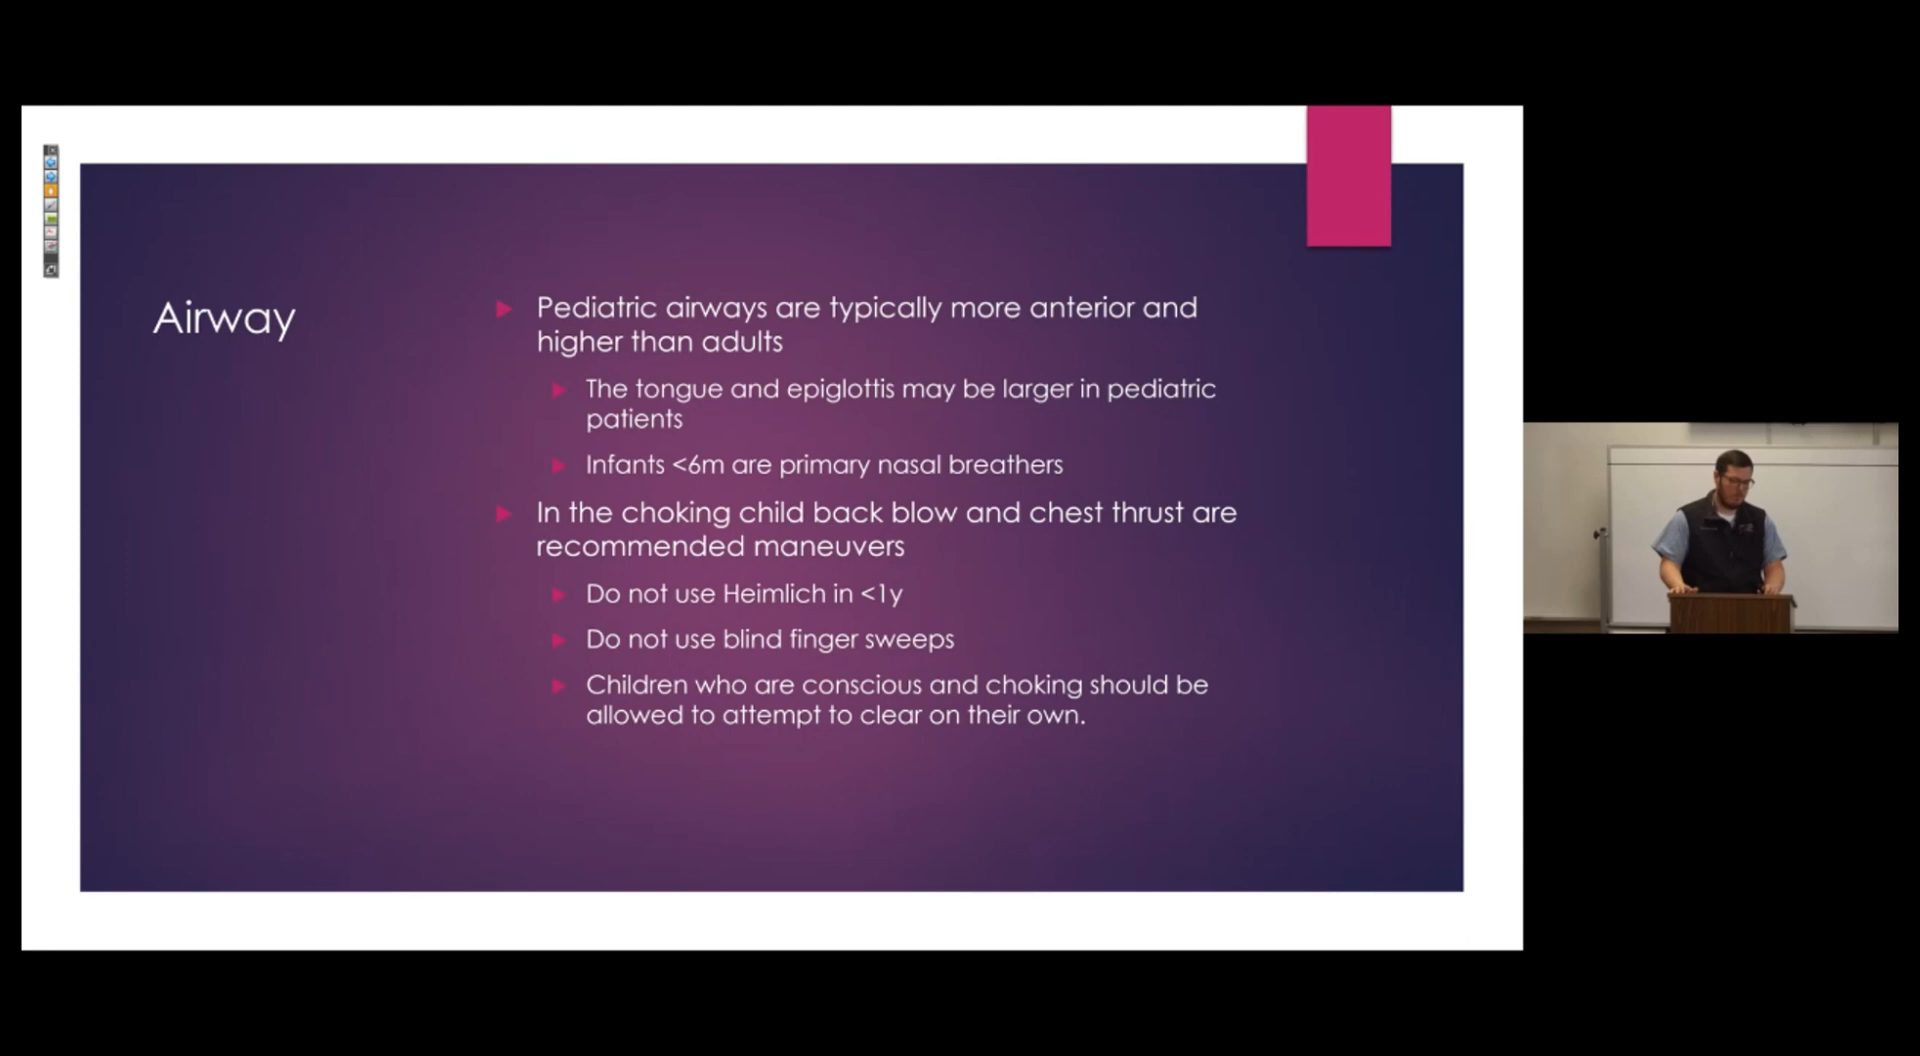 Airway
Pediatric airways are typically more anterior and
higher than adults
The tongue and epiglottis may be larger in pediatric
patients
Infants <6m are primary nasal breathers
In the choking child back blow and chest thrust are
recommended maneuvers
Do not use Heimlich in <1y
Do not use blind finger sweeps
Children who are conscious and choking should be
allowed to attempt to clear on their own.